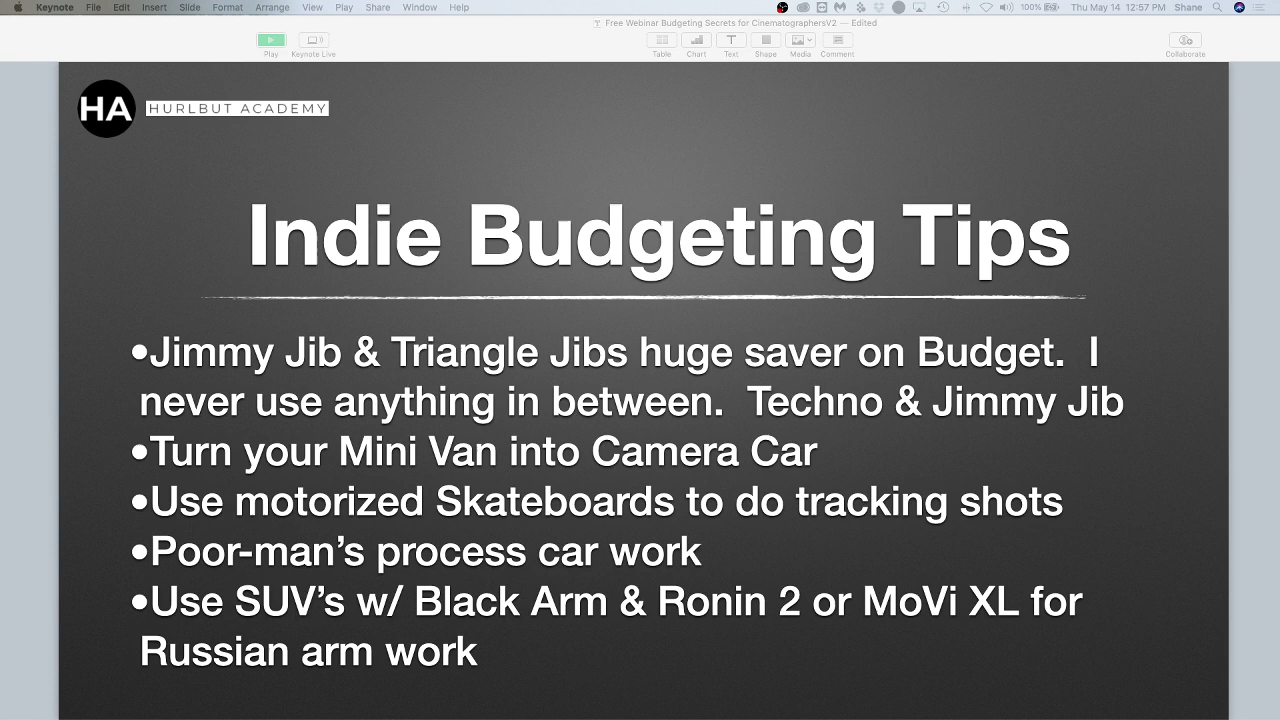 Keynote File Edit Insert Slide Format Arrange View Play Share Window Help 100% Thu May 14 12:57 PM Shane
Free Webinar Budgeting Secrets for CinematographersV2 — Edited
Play Keynote Live Table Chart Text Shape Media Comment Collaborate
HA HURLBUT ACADEMY
Indie Budgeting Tips
•Jimmy Jib & Triangle Jibs huge saver on Budget. I
never use anything in between. Techno & Jimmy Jib
•Turn your Mini Van into Camera Car
•Use motorized Skateboards to do tracking shots
•Poor-man’s process car work
•Use SUV’s w/ Black Arm & Ronin 2 or MoVi XL for
Russian arm work